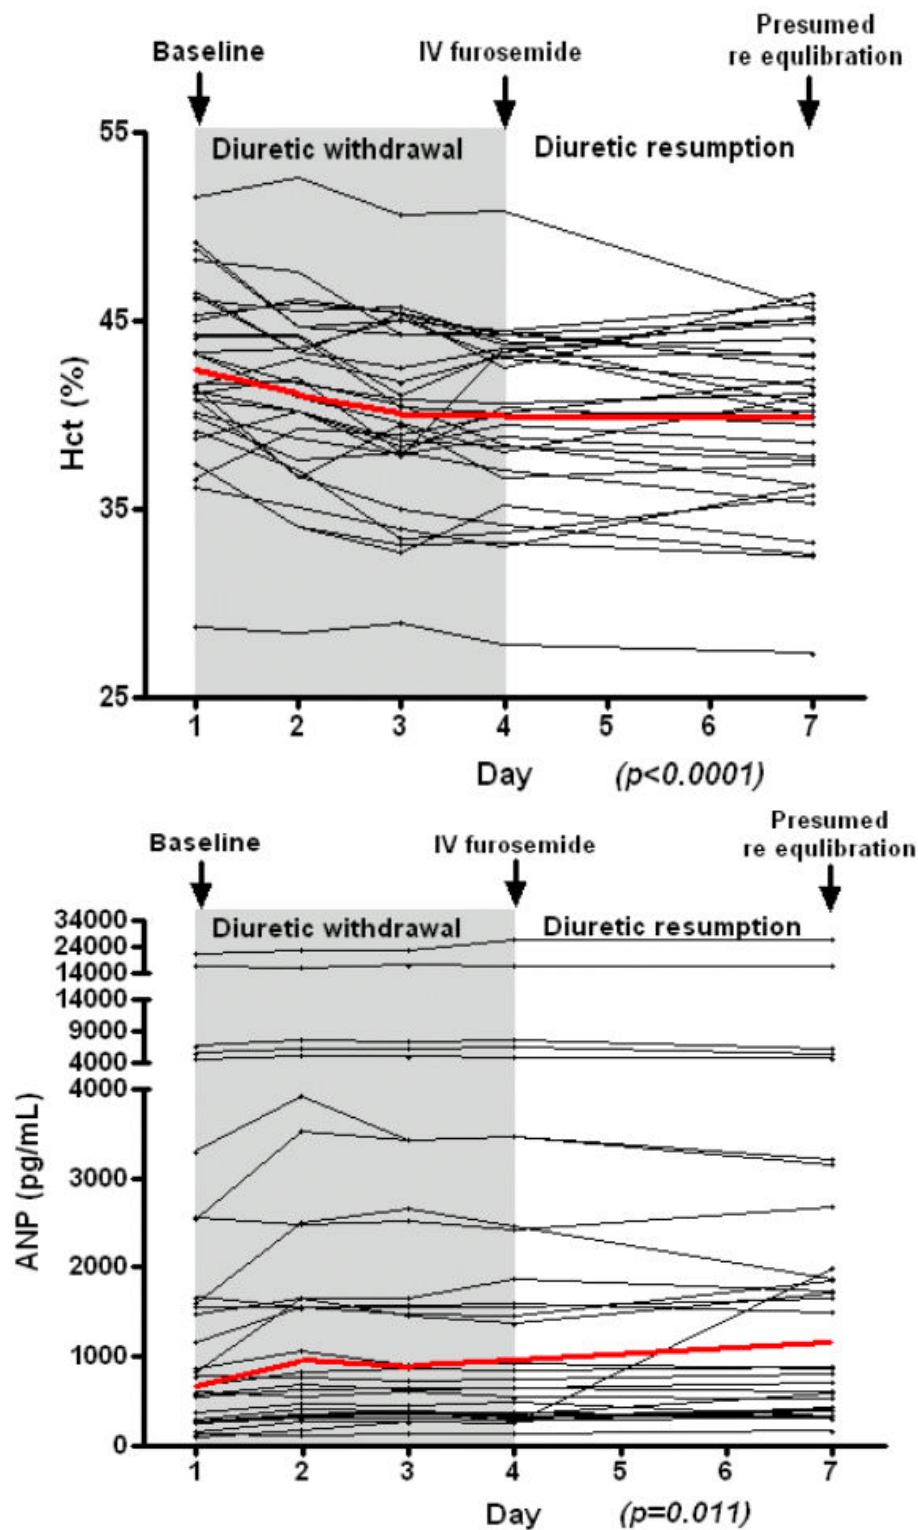 Presumed
Baseline IV furosemide re equlibration
Diuretic withdrawal Diuretic resumption
55
45
35
25
Hct (%)
1 2 3 4 5 6 7
Day (p<0.0001)
Presumed
Baseline IV furosemide re equlibration
Diuretic withdrawal Diuretic resumption
34000
24000
14000
14000
9000
4000
4000
3000
2000
1000
0
ANP (pg/mL)
1 2 3 4 5 6 7
Day (p=0.011)